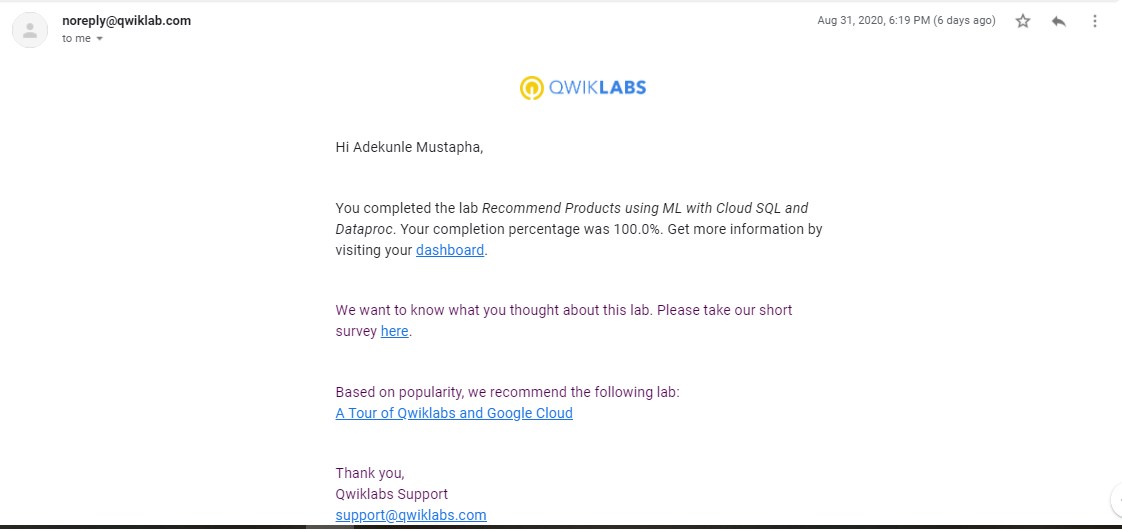 noreply@qwiklab.com
Aug 31, 2020, 6:19 PM (6 days ago)
to me
QWIKLABS
Hi Adekunle Mustapha,
You completed the lab Recommend Products using ML with Cloud SQL and
Dataproc. Your completion percentage was 100.0%. Get more information by
visiting your dashboard.
We want to know what you thought about this lab. Please take our short
survey here.
Based on popularity, we recommend the following lab:
A Tour of Qwiklabs and Google Cloud
Thank you,
Qwiklabs Support
support@qwiklabs.com